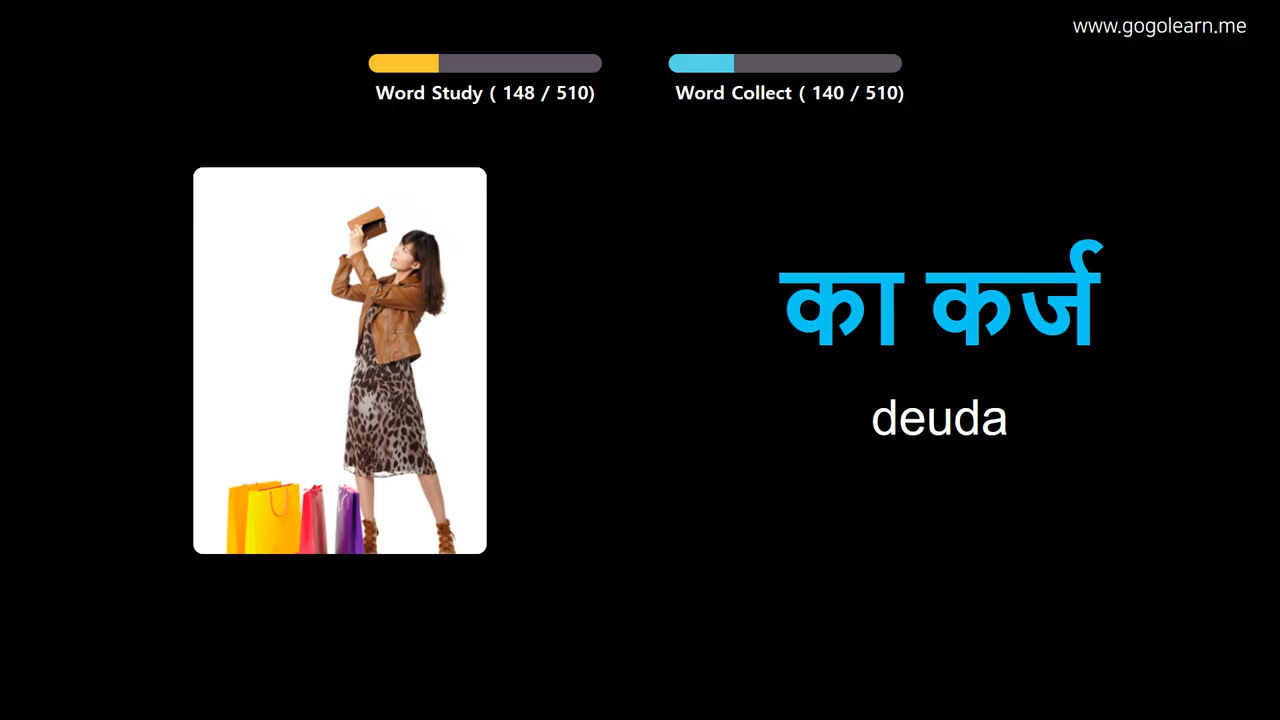 www.gogolearn.me
Word Study ( 148 / 510)
Word Collect ( 140 / 510)
का कर्ज
deuda